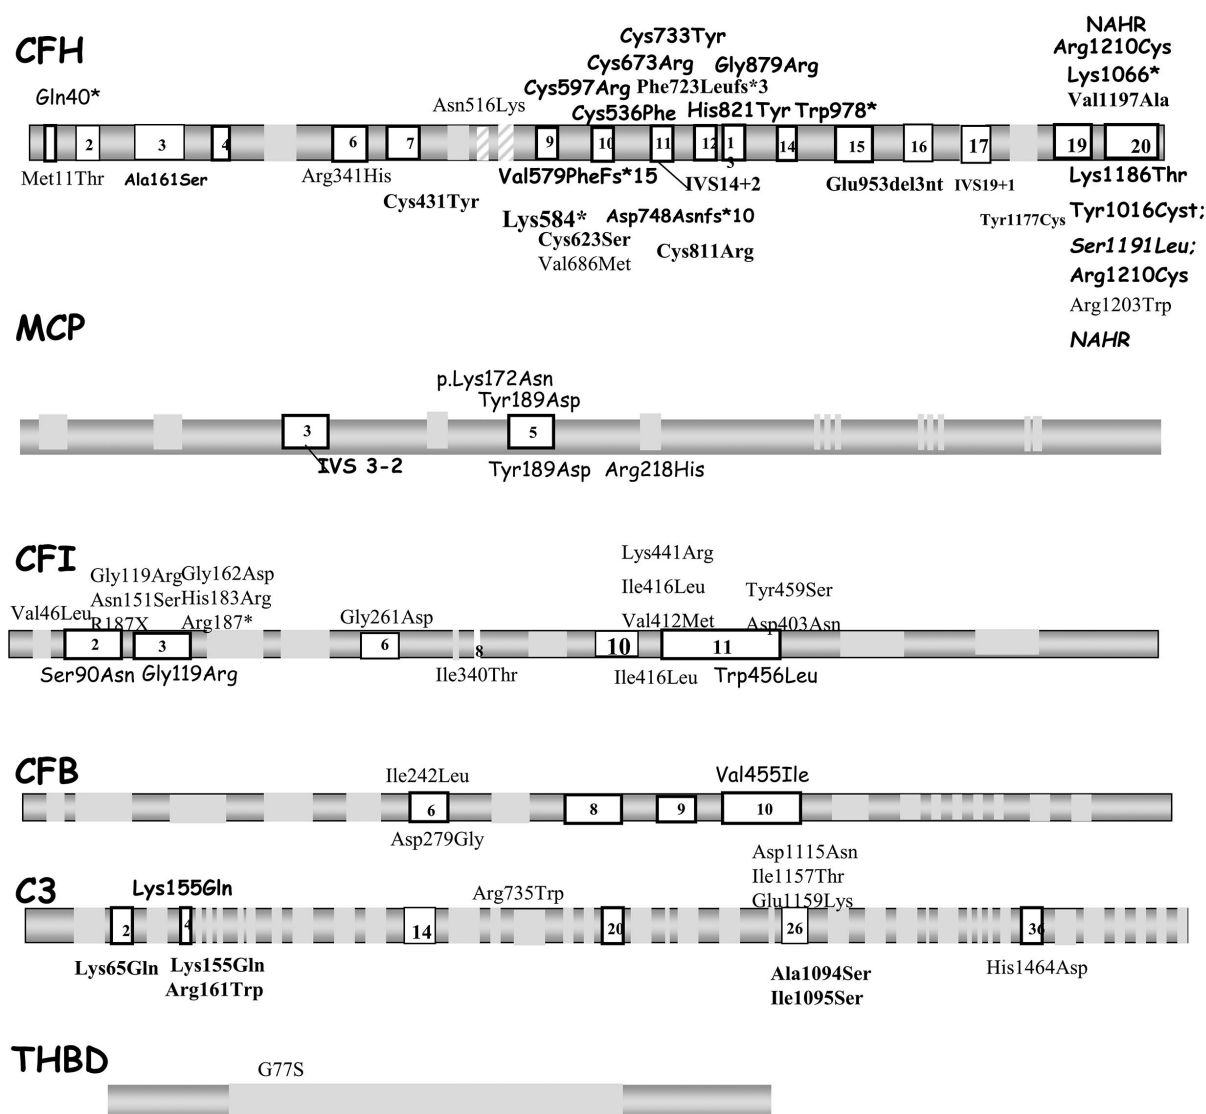 CFH
NAHR
Arg1210Cys
Lys1066*
Val1197Ala
Cys733Tyr
Cys673Arg
Gly879Arg
Cys597Arg
Phe723Leufs*3
Gln40*
Asn516Lys
Cys536Phe
His821Tyr
Trp978*
2 3 4 6 7 9 10 11 12 13 14 15 16 17 19 20
Met11Thr
Ala161Ser
Arg341His
Cys431Tyr
Val579PheFs*15
IVS14+2
Glu953del3nt
IVS19+1
Lys1186Thr
Lys584*
Asp748Asnfs*10
Tyr1177Cys
Tyr1016Cyst;
Cys623Ser
Cys811Arg
Ser1191Leu;
Val686Met
Arg1210Cys
Arg1203Trp
NAHR
MCP
p.Lys172Asn
Tyr189Asp
3 5
IVS 3-2
Tyr189Asp
Arg218His
CFI
Gly119Arg
Gly162Asp
Lys441Arg
Asn151Ser
His183Arg
Ile416Leu
Tyr459Ser
Val46Leu
R187X
Arg187*
Gly261Asp
Val412Met
Asp403Asn
2 3 6 8 10 11
Ser90Asn
Gly119Arg
Ile340Thr
Ile416Leu
Trp456Leu
CFB
Ile242Leu
Val455Ile
6 8 9 10
Asp279Gly
C3
Lys155Gln
Arg735Trp
Asp1115Asn
Ile1157Thr
Glu1159Lys
2 4 14 20 26 36
Lys65Gln
Lys155Gln
Arg161Trp
Ala1094Ser
Ile1095Ser
His1464Asp
THBD
G77S